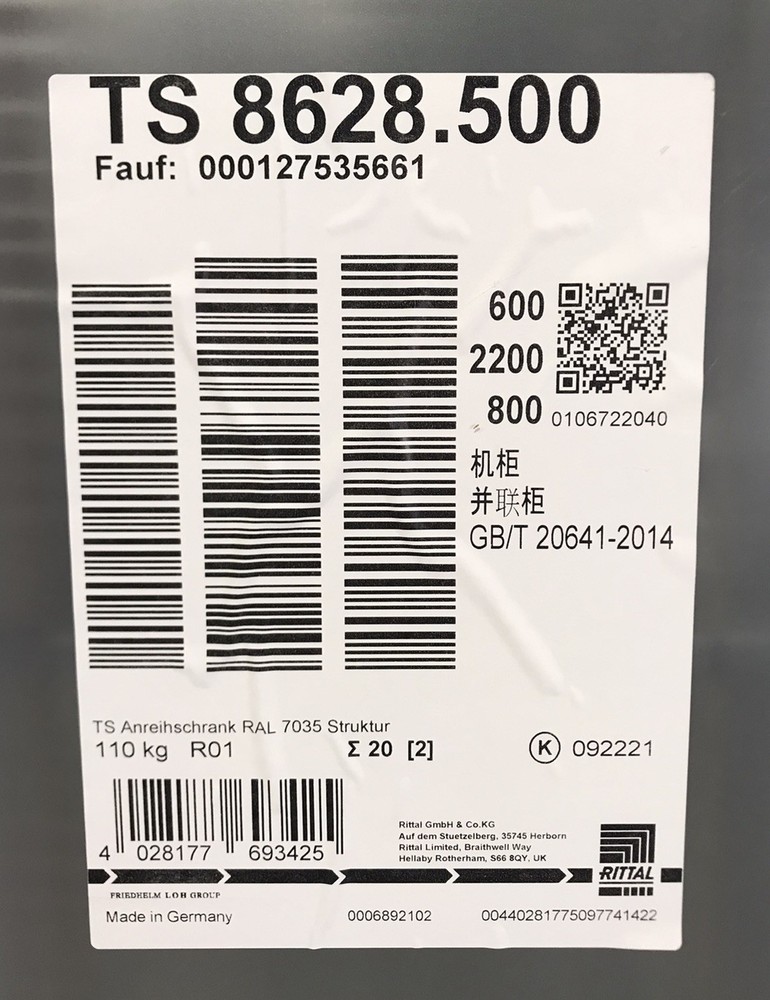 TS 8628.500
Fauf: 000127535661
600
2200
800
0106722040
机柜
并联柜
GB/T 20641-2014
TS Anreihschrank RAL 7035 Struktur
110 kg R01 Σ 20 [2] K 092221
4 028177 693425
Rittal GmbH & Co.KG
Auf dem Stuetzelberg, 35745 Herborn
Rittal Limited, Braithwell Way
Hellaby Rotherham, S66 8QY, UK
RITTAL
FRIEDHELM LOH GROUP
Made in Germany 0006892102 00440281775097741422